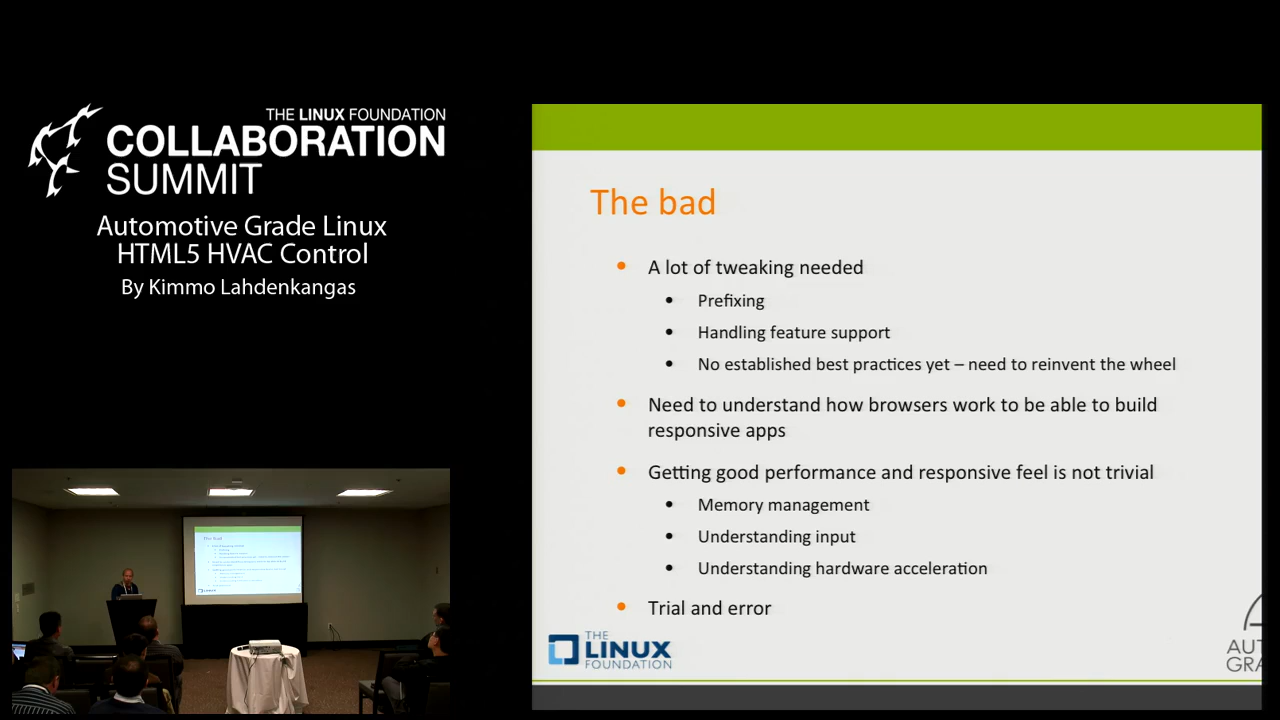 THE LINUX FOUNDATION
COLLABORATION
SUMMIT
Automotive Grade Linux
HTML5 HVAC Control
By Kimmo Lahdenkangas
The bad
• A lot of tweaking needed
• Prefixing
• Handling feature support
• No established best practices yet – need to reinvent the wheel
• Need to understand how browsers work to be able to build
responsive apps
• Getting good performance and responsive feel is not trivial
• Memory management
• Understanding input
• Understanding hardware acceleration
• Trial and error
THE
LINUX
FOUNDATION
The bad